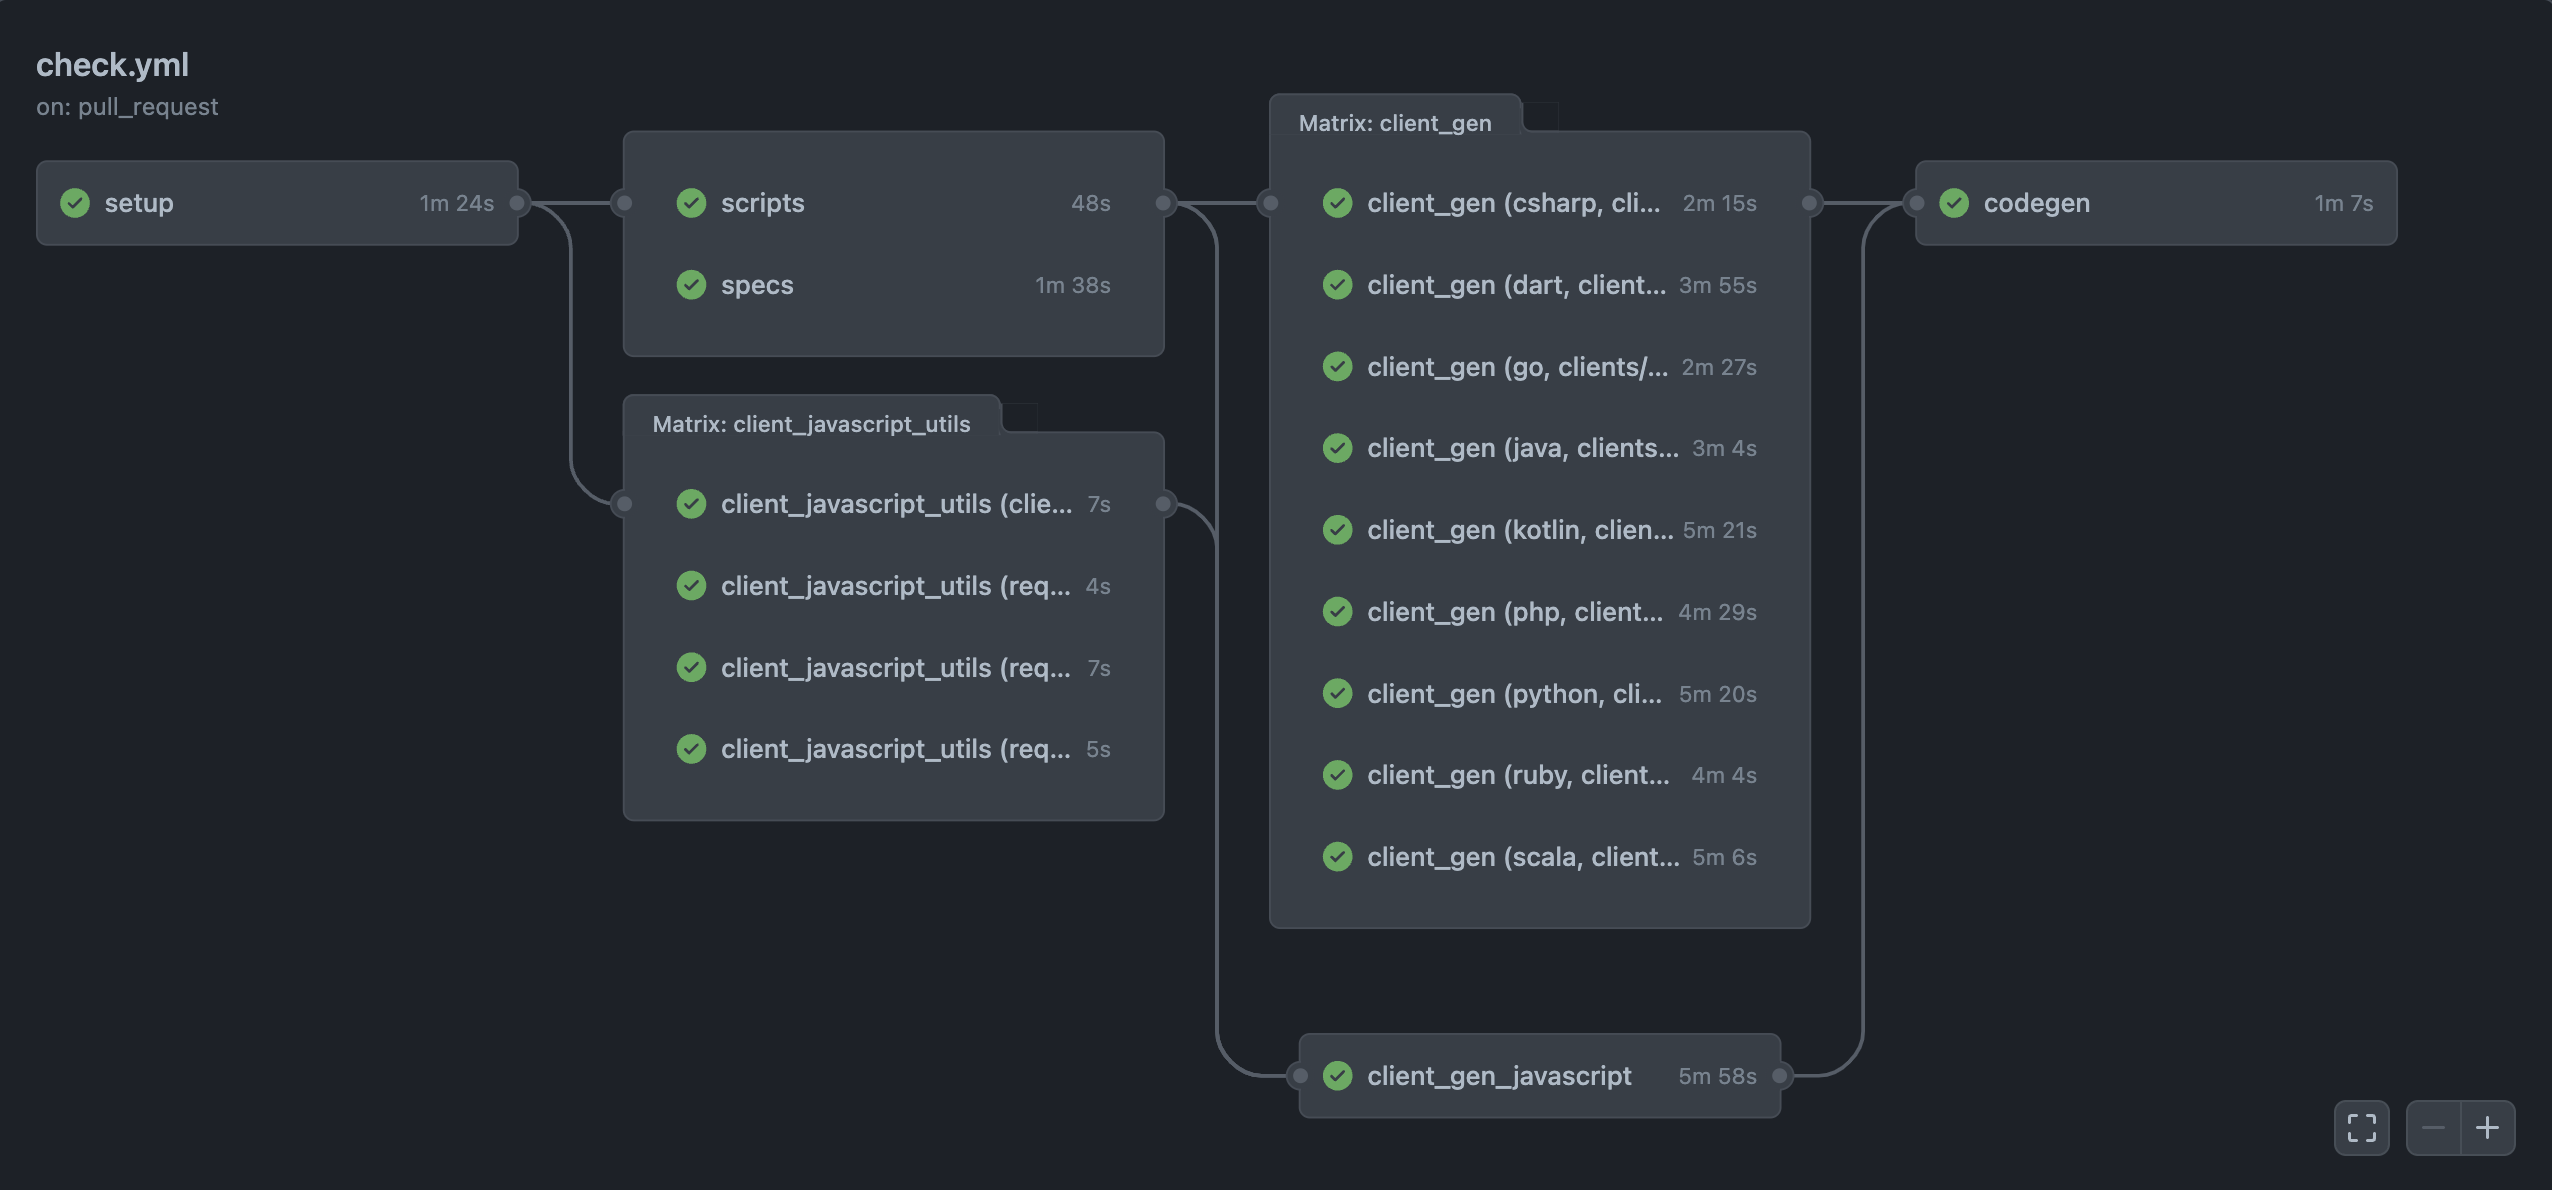 check.yml
on: pull_request
setup 1m 24s
scripts 48s
specs 1m 38s
Matrix: client_javascript_utils
client_javascript_utils (clie... 7s
client_javascript_utils (req... 4s
client_javascript_utils (req... 7s
client_javascript_utils (req... 5s
Matrix: client_gen
client_gen (csharp, cli... 2m 15s
client_gen (dart, client... 3m 55s
client_gen (go, clients/... 2m 27s
client_gen (java, clients... 3m 4s
client_gen (kotlin, clien... 5m 21s
client_gen (php, client... 4m 29s
client_gen (python, cli... 5m 20s
client_gen (ruby, client... 4m 4s
client_gen (scala, client... 5m 6s
client_gen_javascript 5m 58s
codegen 1m 7s